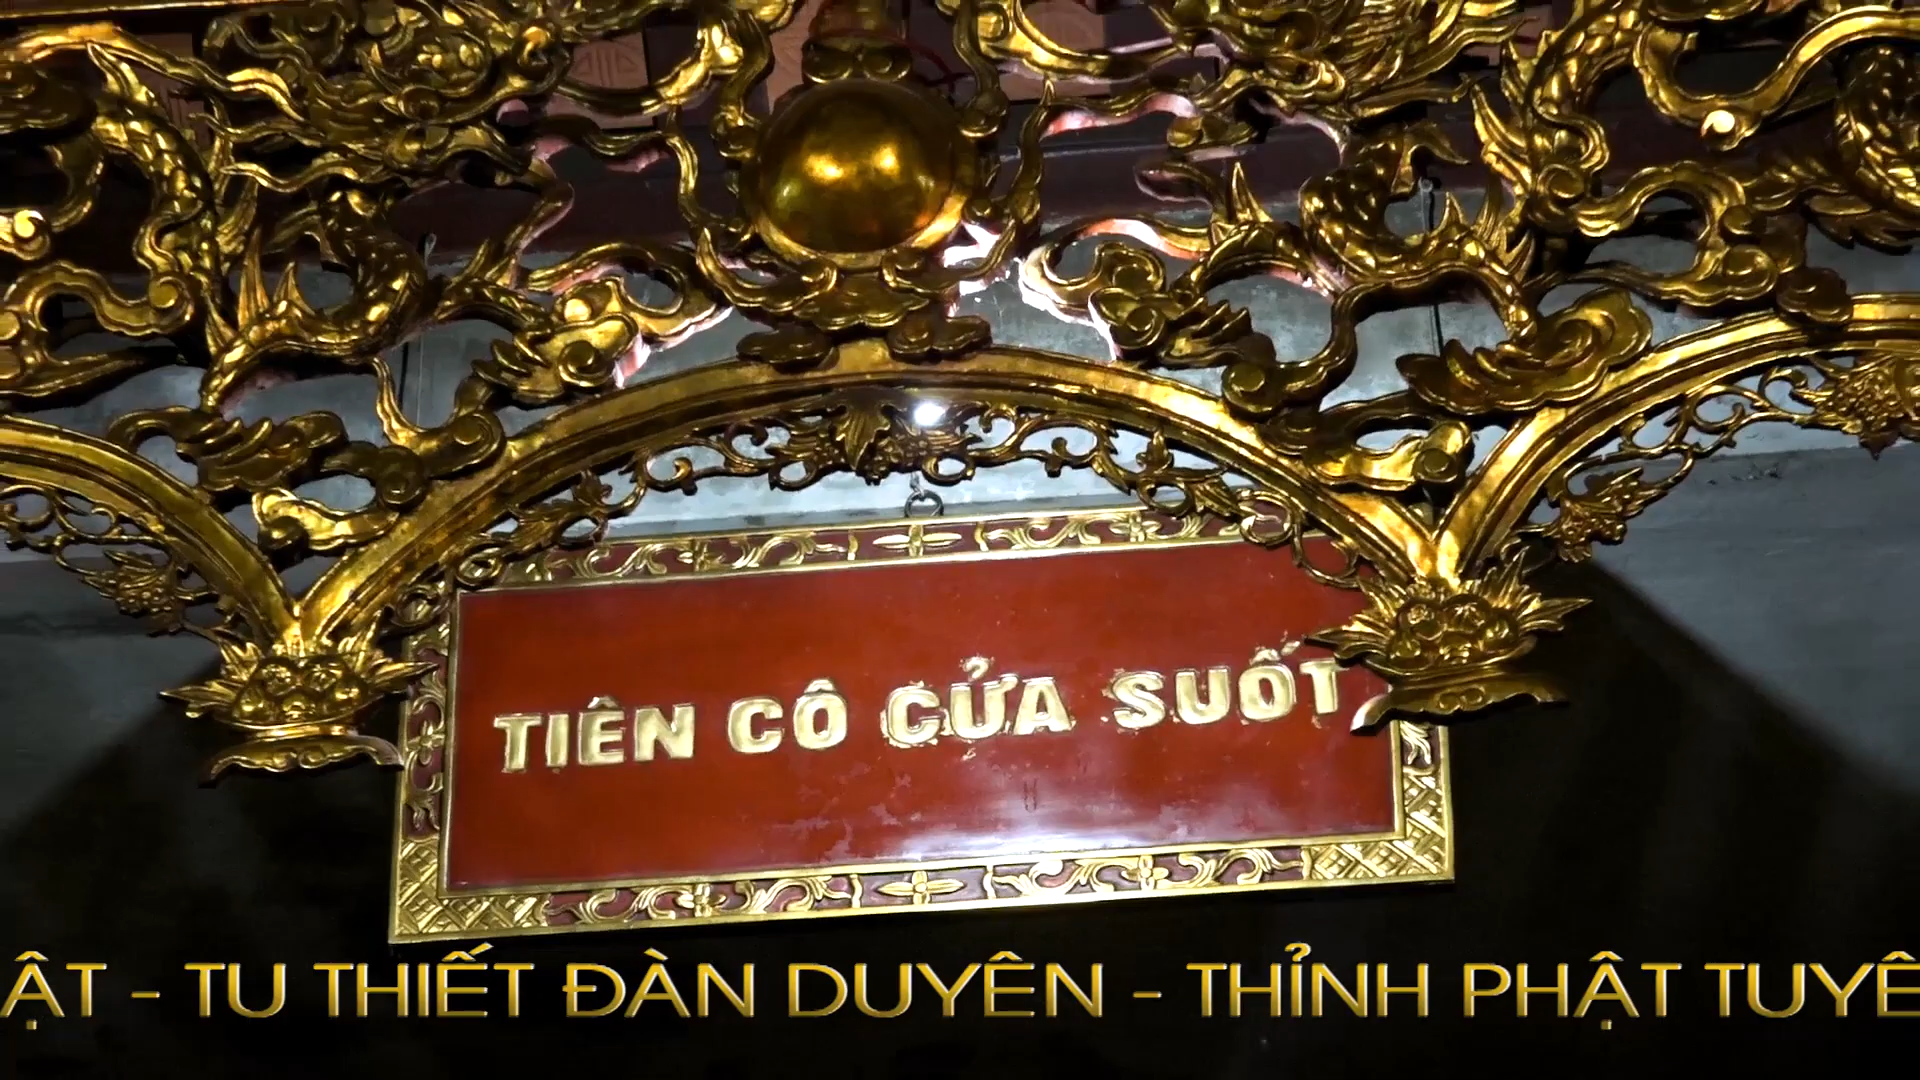 TIÊN CÔ CỬA SUỐT
ẬT - TU THIẾT ĐÀN DUYÊN - THỈNH PHẬT TUYÊ